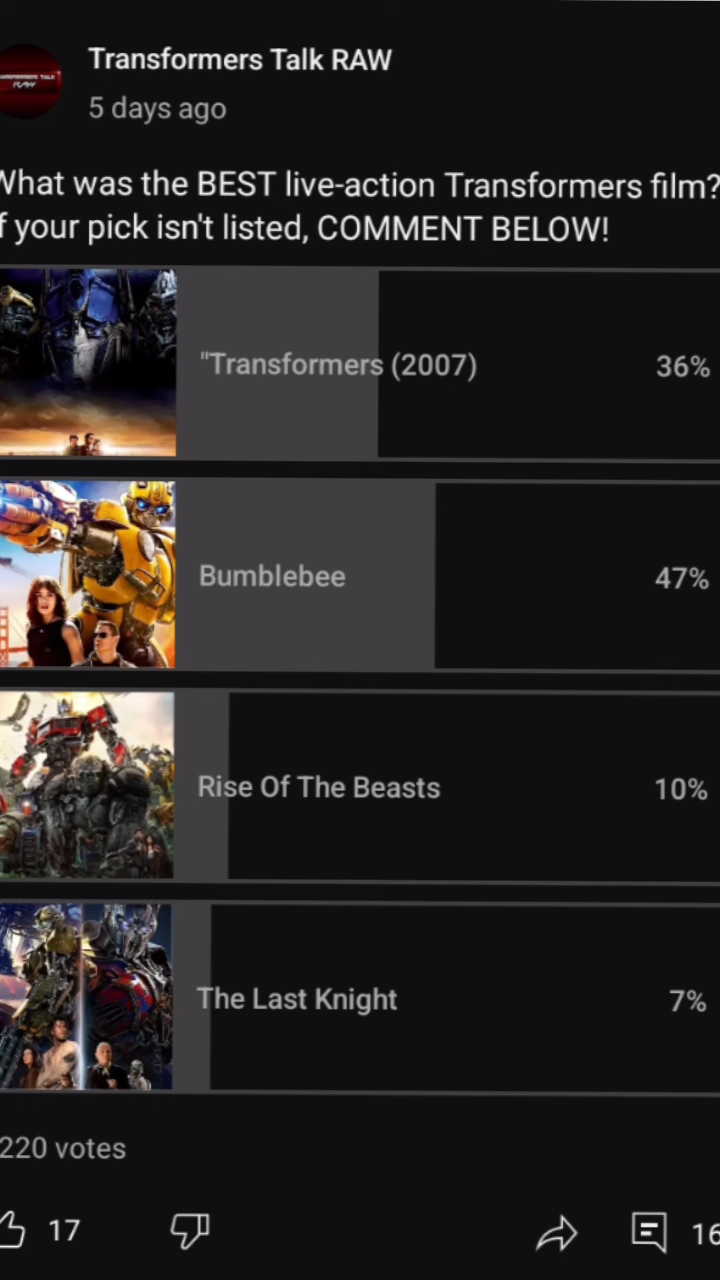 Transformers Talk RAW
5 days ago
What was the BEST live-action Transformers film?
f your pick isn't listed, COMMENT BELOW!
"Transformers (2007)
36%
Bumblebee
47%
Rise Of The Beasts
10%
The Last Knight
7%
220 votes
17
16